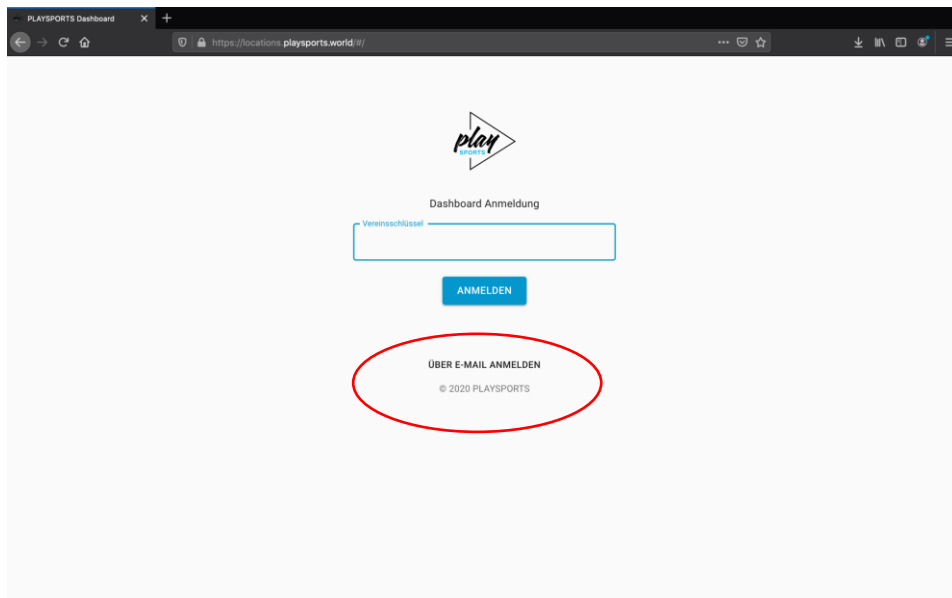 PLAYSPORTS Dashboard
https://locations.playsports.world/#/
play
SPORTS
Dashboard Anmeldung
Vereinsschlüssel
ANMELDEN
ÜBER E-MAIL ANMELDEN
© 2020 PLAYSPORTS